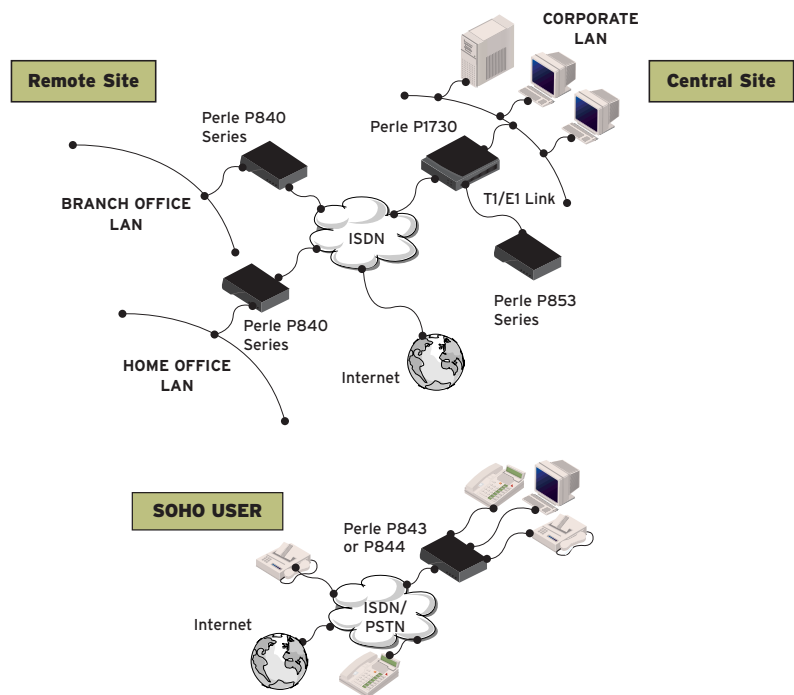 CORPORATE
LAN
Remote Site
Central Site
Perle P840
Series
Perle P1730
BRANCH OFFICE
LAN
T1/E1 Link
ISDN
Perle P853
Series
Perle P840
Series
HOME OFFICE
LAN
Internet
SOHO USER
Perle P843
or P844
ISDN/
PSTN
Internet